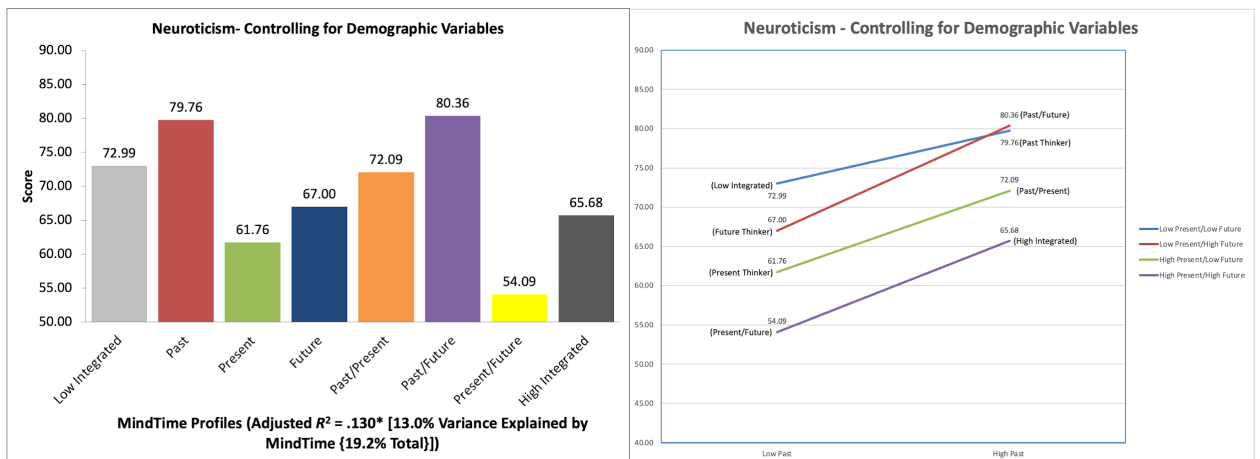 Neuroticism- Controlling for Demographic Variables
90.00
85.00
80.00
75.00
70.00
65.00
60.00
55.00
50.00
Score
72.99
79.76
61.76
67.00
72.09
80.36
54.09
65.68
Low Integrated
Past
Present
Future
Past/Present
Past/Future
Present/Future
High Integrated
MindTime Profiles (Adjusted R² = .130* [13.0% Variance Explained by
MindTime {19.2% Total}])
Neuroticism - Controlling for Demographic Variables
90.00
85.00
80.00
75.00
70.00
65.00
60.00
55.00
50.00
45.00
40.00
80.36 (Past/Future)
79.76 (Past Thinker)
(Low Integrated)
72.99
72.09
(Past/Present)
67.00
(Future Thinker)
65.68
(High Integrated)
61.76
(Present Thinker)
54.09
(Present/Future)
Low Past
High Past
Low Present/Low Future
Low Present/High Future
High Present/Low Future
High Present/High Future